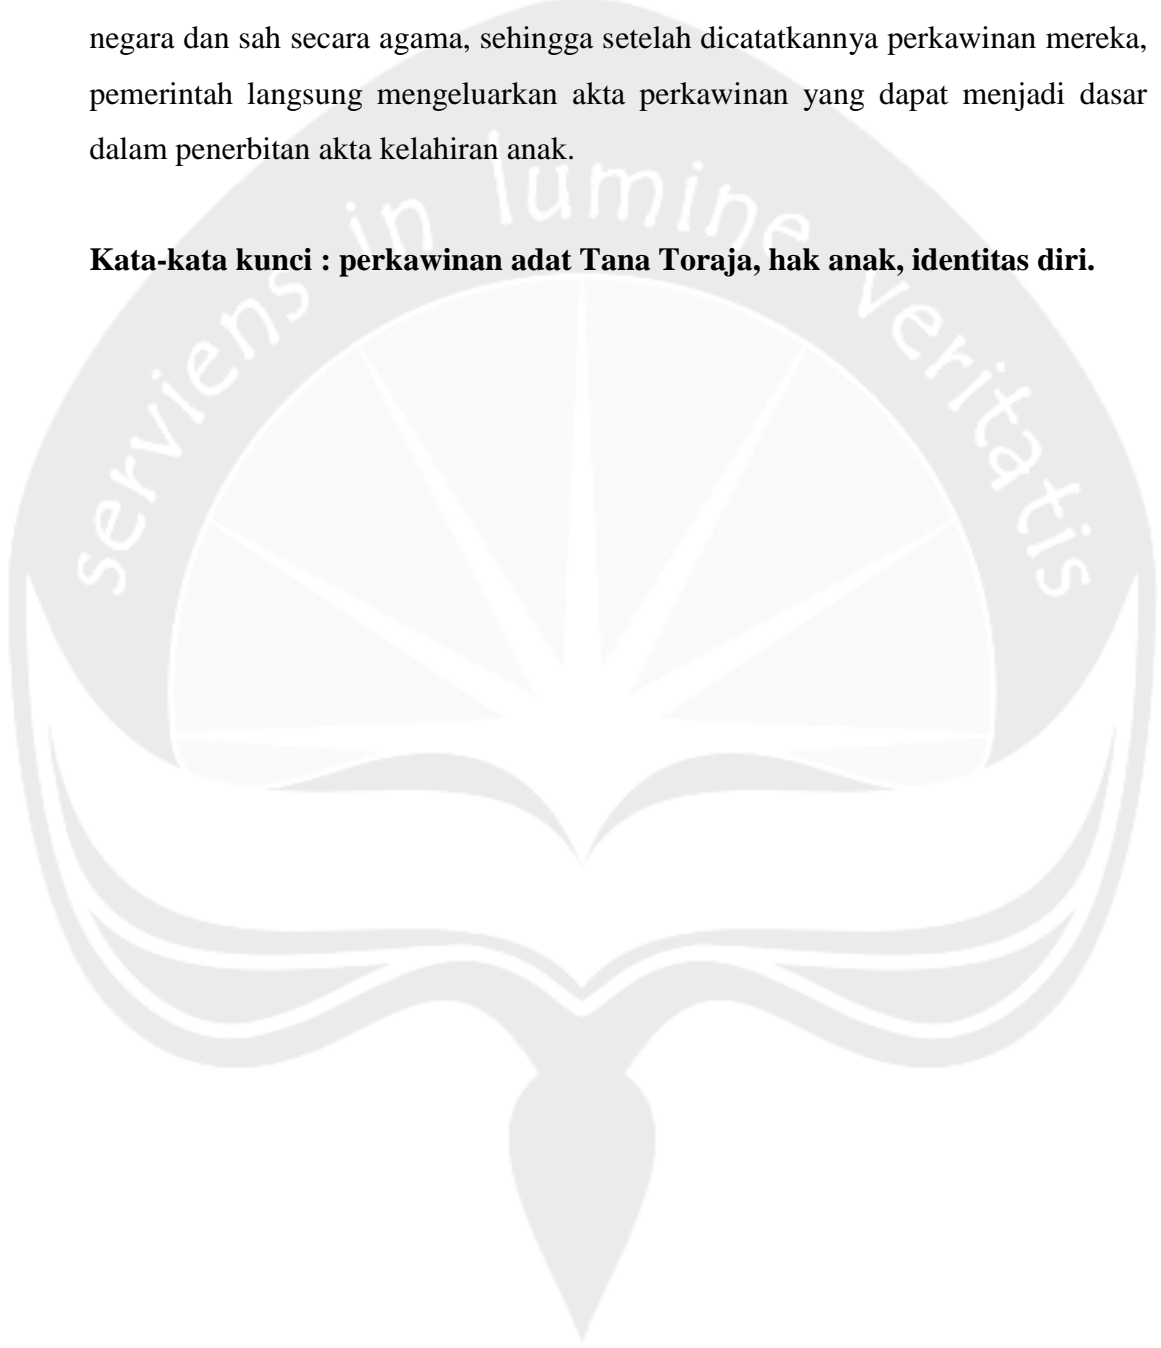 negara dan sah secara agama, sehingga setelah dicatatkannya perkawinan mereka,
pemerintah langsung mengeluarkan akta perkawinan yang dapat menjadi dasar
dalam penerbitan akta kelahiran anak.
Kata-kata kunci : perkawinan adat Tana Toraja, hak anak, identitas diri.
serviens in lumine veritatis